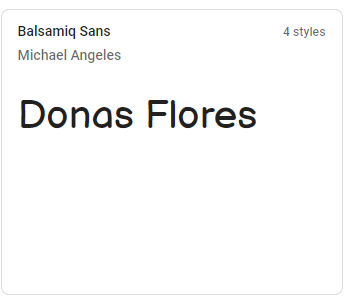 Balsamiq Sans 4 styles
Michael Angeles
Donas Flores